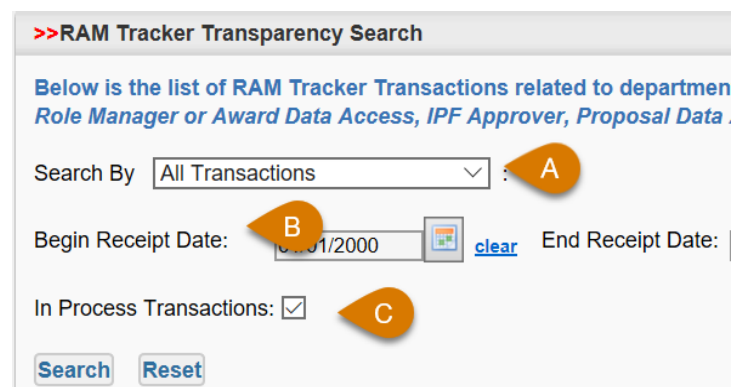 >>RAM Tracker Transparency Search
Below is the list of RAM Tracker Transactions related to departmen
Role Manager or Award Data Access, IPF Approver, Proposal Data
Search By All Transactions : A
Begin Receipt Date: B /01/2000 clear End Receipt Date:
In Process Transactions: C
Search Reset